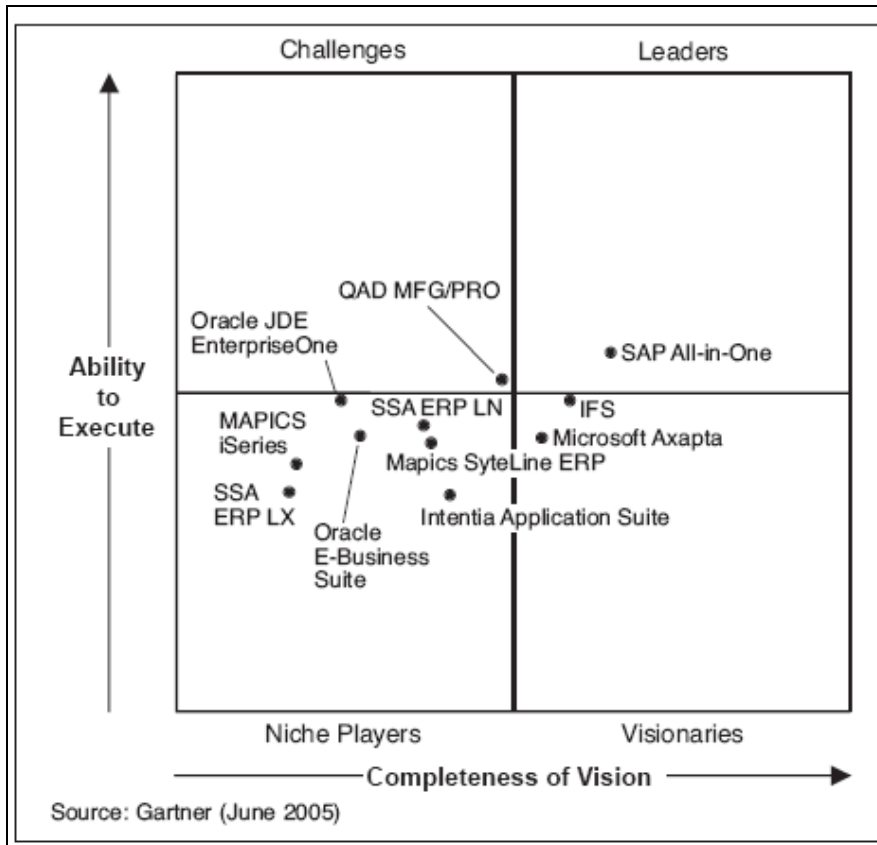 Challenges
Leaders
QAD MFG/PRO
Oracle JDE
EnterpriseOne
SAP All-in-One
Ability
to
Execute
SSA ERP LN
IFS
MAPICS
iSeries
Microsoft Axapta
Mapics SyteLine ERP
SSA
ERP LX
Intentia Application Suite
Oracle
E-Business
Suite
Niche Players
Visionaries
Completeness of Vision
Source: Gartner (June 2005)